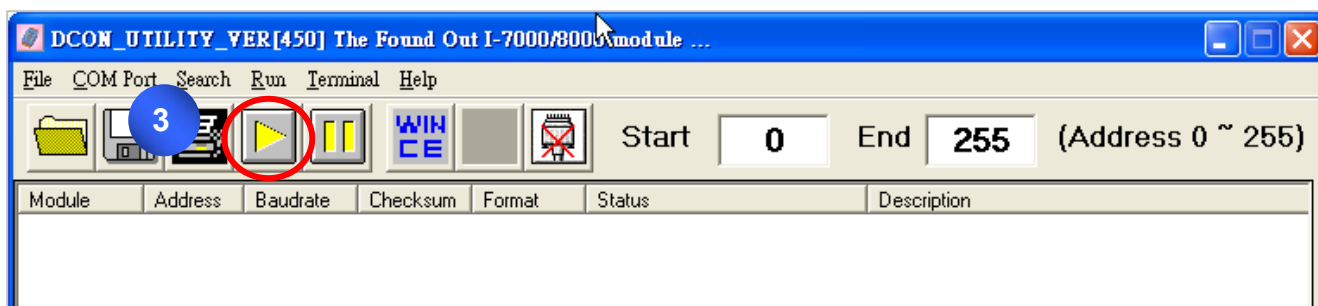 DCON_UTILITY_VER[450] The Found Out I-7000/8000 module ...
File COM Port Search Run Terminal Help
3 WIN CE Start 0 End 255 (Address 0 ~ 255)
Module Address Baudrate Checksum Format Status Description